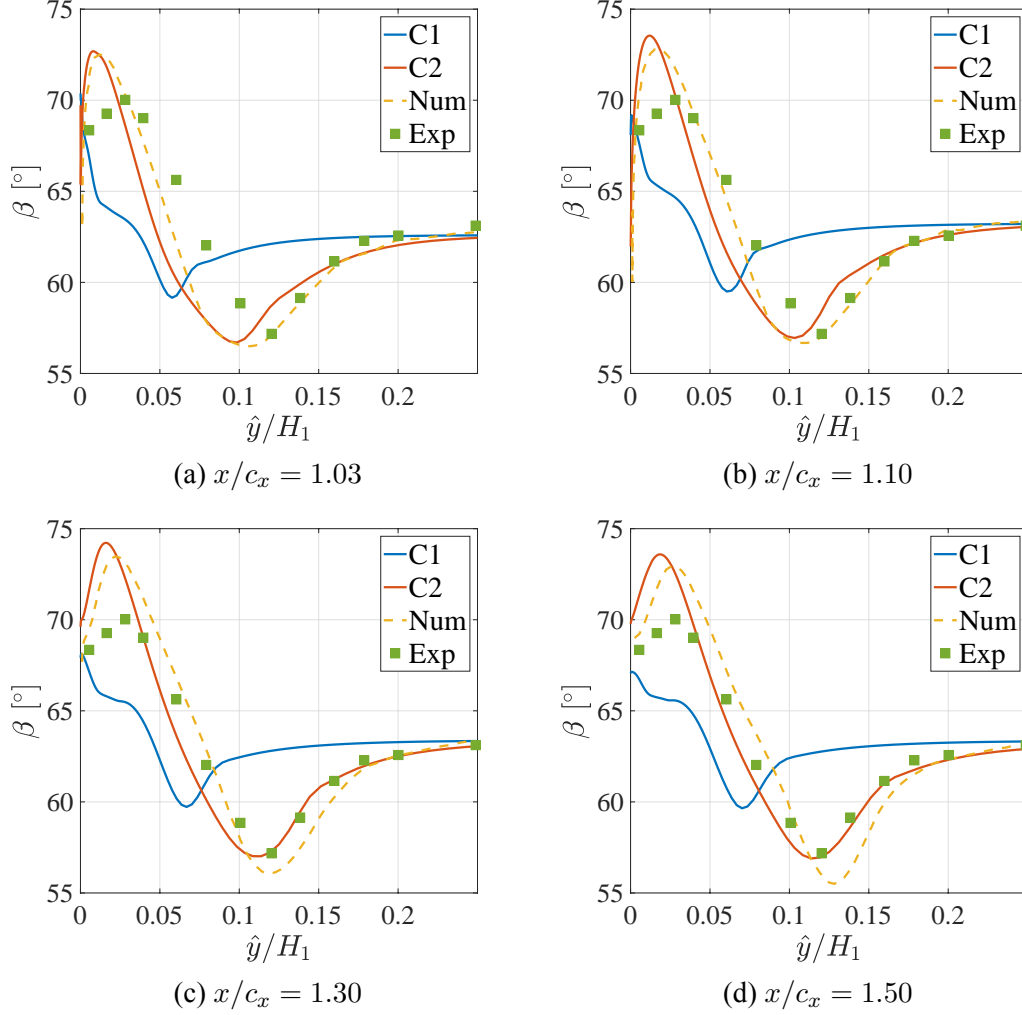 75
70
65
60
55
β [°]
C1
C2
Num
Exp
0 0.05 0.1 0.15 0.2
ŷ/H₁
(a) x/cₓ = 1.03
75
70
65
60
55
β [°]
C1
C2
Num
Exp
0 0.05 0.1 0.15 0.2
ŷ/H₁
(b) x/cₓ = 1.10
75
70
65
60
55
β [°]
C1
C2
Num
Exp
0 0.05 0.1 0.15 0.2
ŷ/H₁
(c) x/cₓ = 1.30
75
70
65
60
55
β [°]
C1
C2
Num
Exp
0 0.05 0.1 0.15 0.2
ŷ/H₁
(d) x/cₓ = 1.50